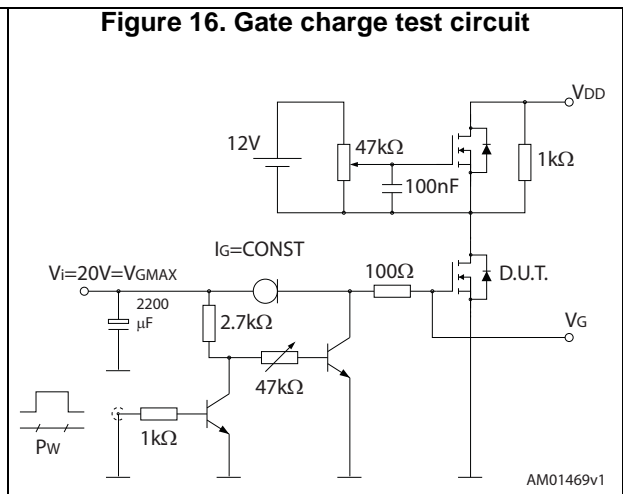 Figure 16. Gate charge test circuit
VDD
12V
47kΩ
1kΩ
100nF
IG=CONST
Vi=20V=VGMAX
100Ω
D.U.T.
2200
μF
2.7kΩ
VG
47kΩ
1kΩ
PW
AM01469v1